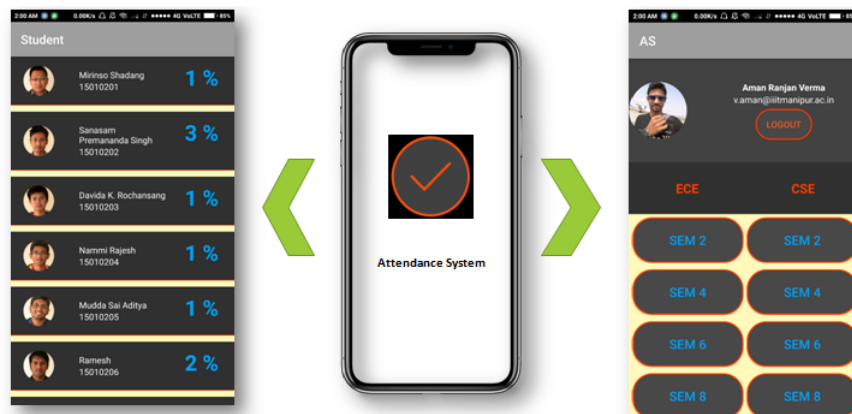 2:00 AM 0.00K/s 4G VoLTE 85%
Student
Mirinso Shadang
15010201
1 %
Sanasam
Premananda Singh
15010202
3 %
Davida K. Rochansang
15010203
1 %
Nammi Rajesh
15010204
1 %
Mudda Sai Aditya
15010205
1 %
Ramesh
15010206
2 %
Attendance System
2:00 AM 0.00K/s 4G VoLTE
AS
Aman Ranjan Verma
v.aman@iiitmanipur.ac.in
LOGOUT
ECE CSE
SEM 2 SEM 2
SEM 4 SEM 4
SEM 6 SEM 6
SEM 8 SEM 8